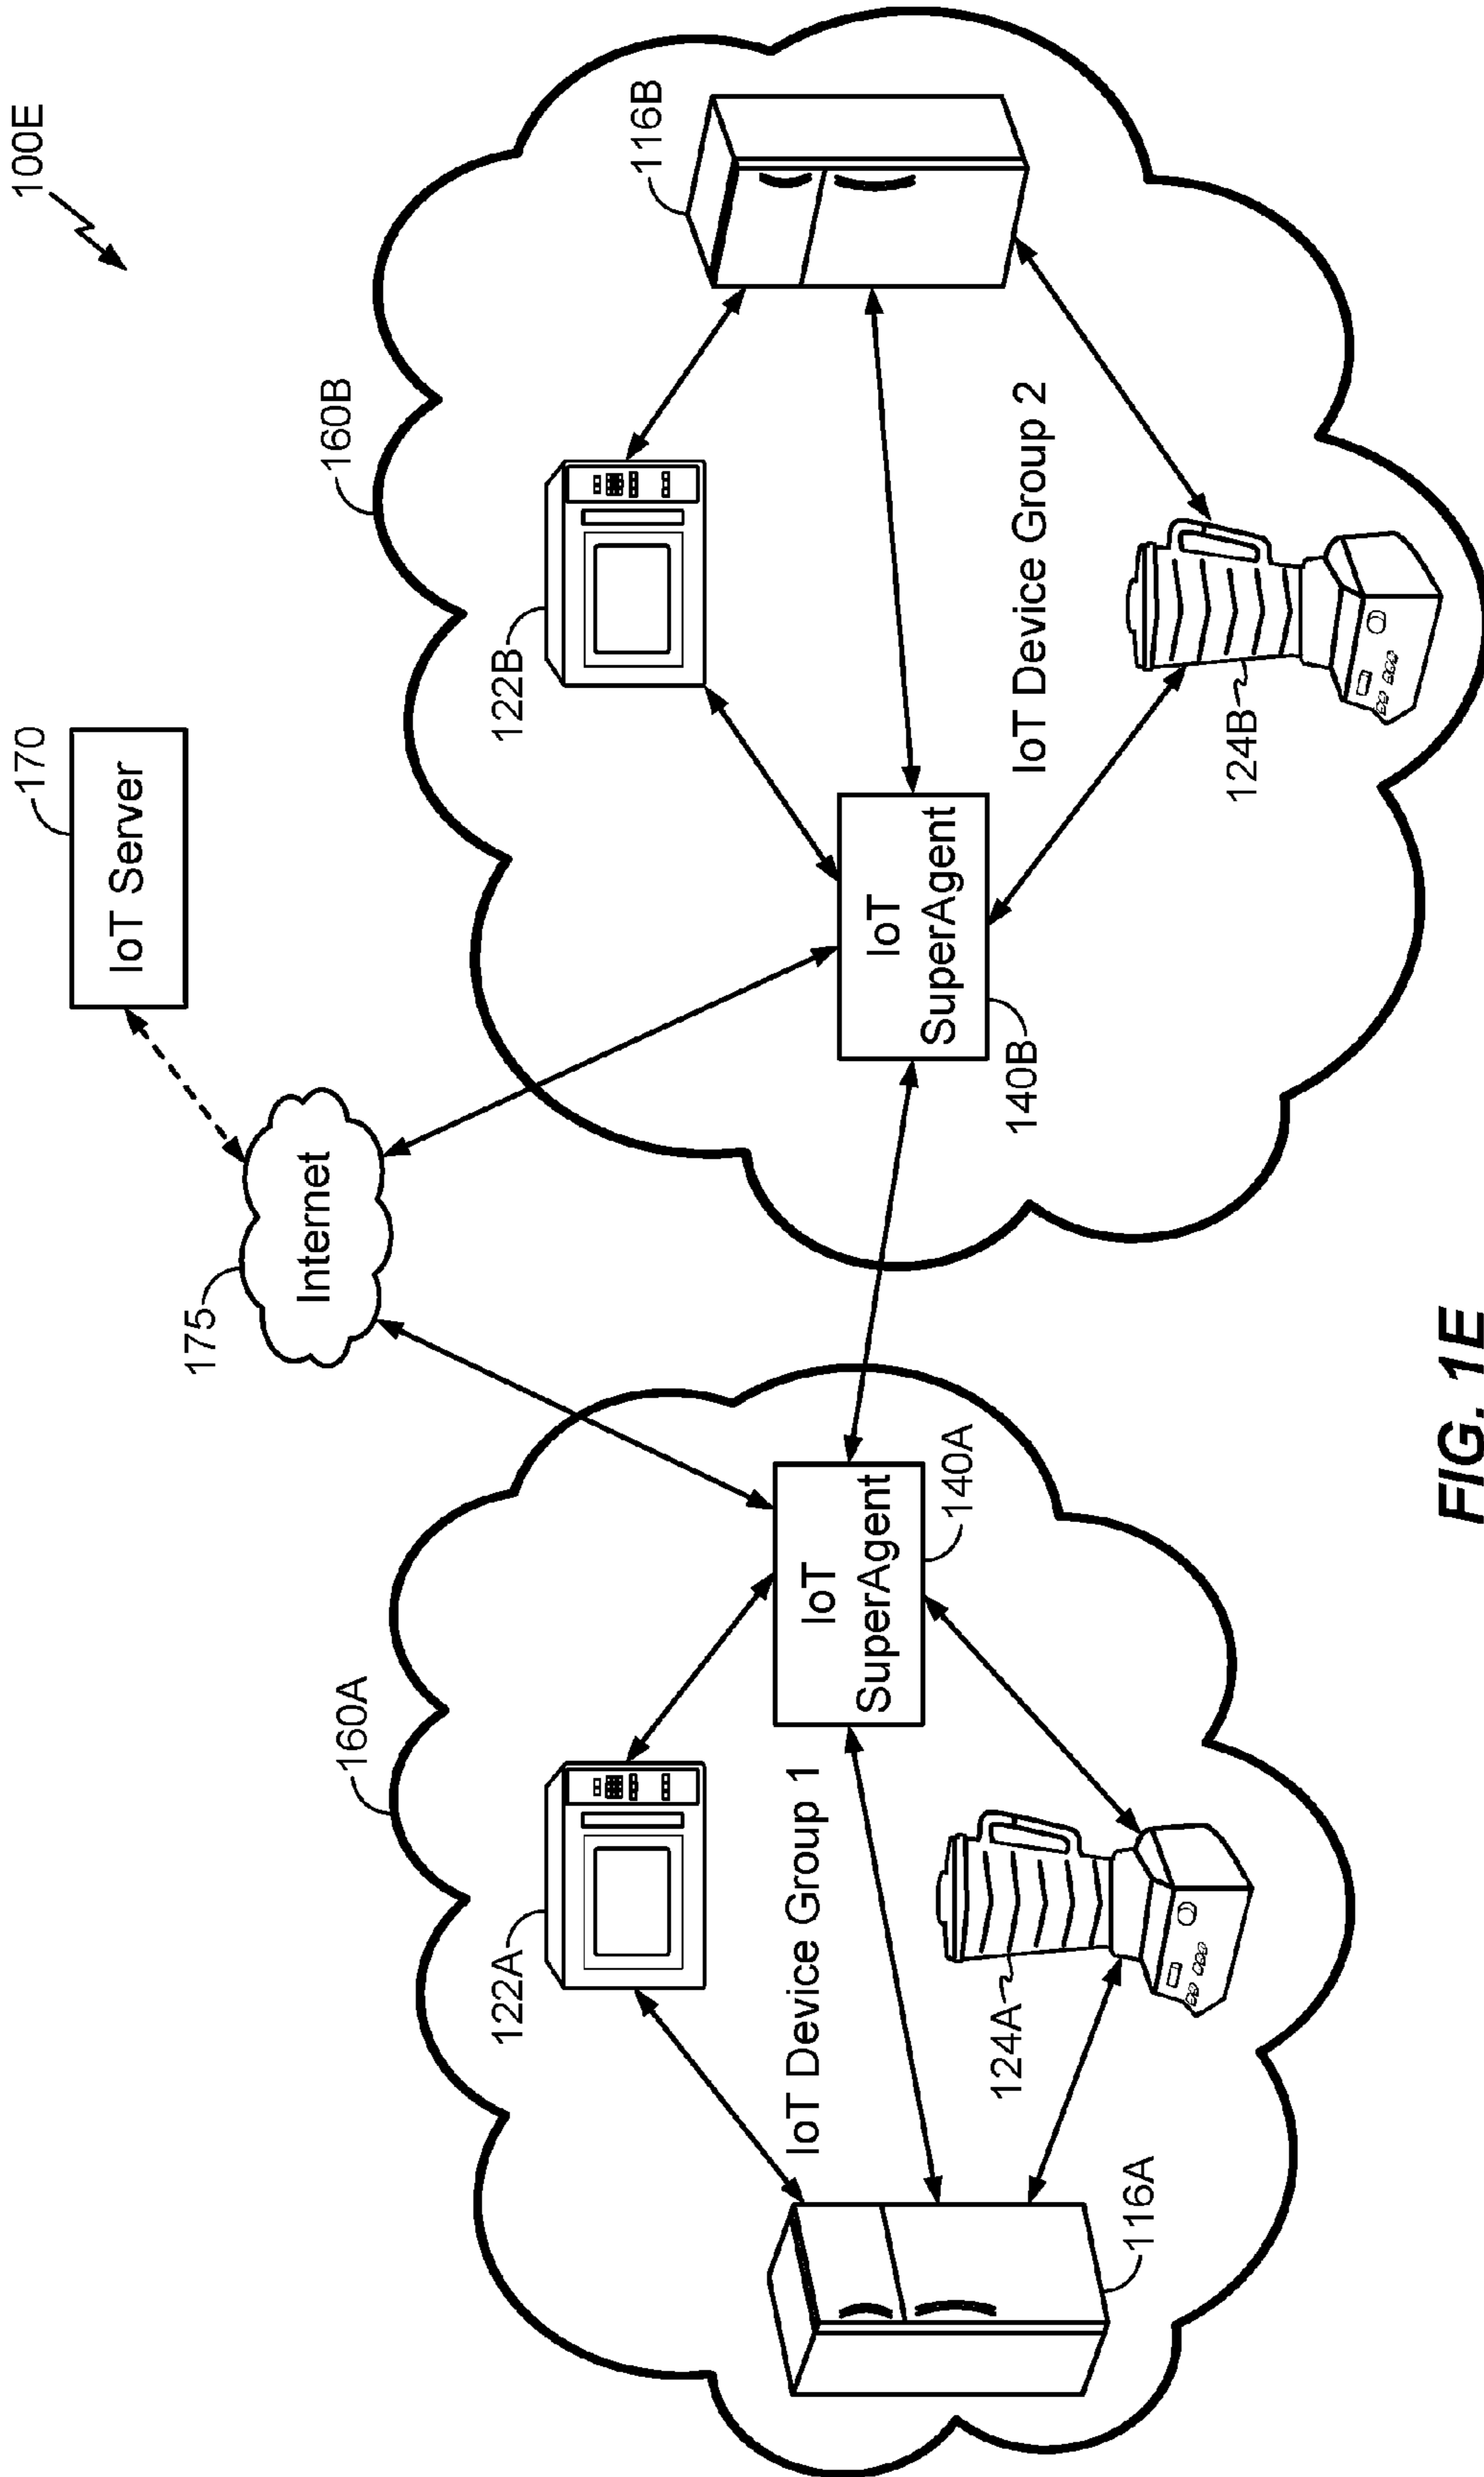 100E
170
IoT Server
175
Internet
160A
160B
122A
122B
116B
IoT Device Group 1
IoT
SuperAgent
140A
IoT
SuperAgent
140B
IoT Device Group 2
124A
116A
124B
FIG. 1E